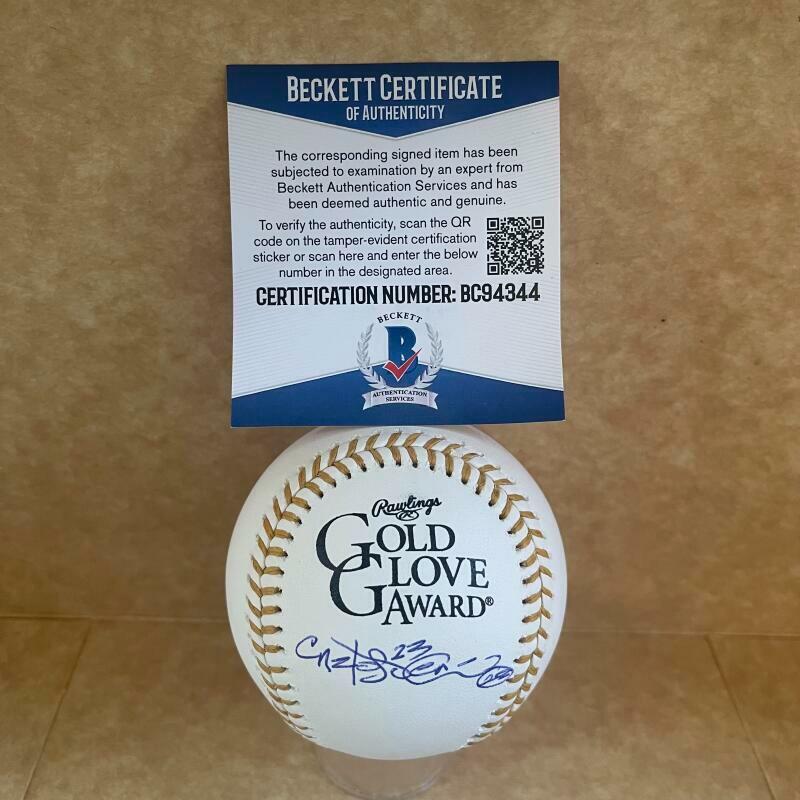 BECKETT CERTIFICATE
OF AUTHENTICITY
The corresponding signed item has been
subjected to examination by an expert from
Beckett Authentication Services and has
been deemed authentic and genuine.
To verify the authenticity, scan the QR
code on the tamper-evident certification
sticker or scan here and enter the below
number in the designated area.
CERTIFICATION NUMBER: BC94344
BECKETT
B
AUTHENTICATION
SERVICES
Rawlings
R
GOLD
GLOVE
AWARD®
23